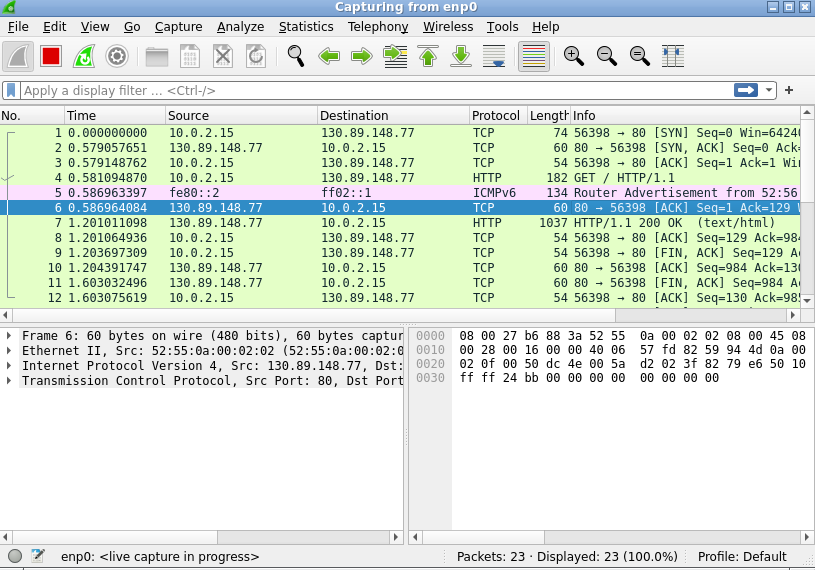 Capturing from enp0
File Edit View Go Capture Analyze Statistics Telephony Wireless Tools Help
Apply a display filter ... <Ctrl-/>
No. Time Source Destination Protocol Length Info
1 0.000000000 10.0.2.15 130.89.148.77 TCP 74 56398 → 80 [SYN] Seq=0 Win=6424
2 0.579057651 130.89.148.77 10.0.2.15 TCP 60 80 → 56398 [SYN, ACK] Seq=0 Ack=
3 0.579148762 10.0.2.15 130.89.148.77 TCP 54 56398 → 80 [ACK] Seq=1 Ack=1 Wi
4 0.581094870 10.0.2.15 130.89.148.77 HTTP 182 GET / HTTP/1.1
5 0.586963397 fe80::2 ff02::1 ICMPv6 134 Router Advertisement from 52:56
6 0.586964084 130.89.148.77 10.0.2.15 TCP 60 80 → 56398 [ACK] Seq=1 Ack=129
7 1.201011098 130.89.148.77 10.0.2.15 HTTP 1037 HTTP/1.1 200 OK (text/html)
8 1.201064936 10.0.2.15 130.89.148.77 TCP 54 56398 → 80 [ACK] Seq=129 Ack=984
9 1.203697309 10.0.2.15 130.89.148.77 TCP 54 56398 → 80 [FIN, ACK] Seq=129 A
10 1.204391747 130.89.148.77 10.0.2.15 TCP 60 80 → 56398 [ACK] Seq=984 Ack=130
11 1.603032496 130.89.148.77 10.0.2.15 TCP 60 80 → 56398 [FIN, ACK] Seq=984 A
12 1.603075619 10.0.2.15 130.89.148.77 TCP 54 56398 → 80 [ACK] Seq=130 Ack=985
Frame 6: 60 bytes on wire (480 bits), 60 bytes captur
Ethernet II, Src: 52:55:0a:00:02:02 (52:55:0a:00:02:0
Internet Protocol Version 4, Src: 130.89.148.77, Dst:
Transmission Control Protocol, Src Port: 80, Dst Port
0000 08 00 27 b6 88 3a 52 55 0a 00 02 02 08 00 45 08
0010 00 28 00 16 00 00 40 06 57 fd 82 59 94 4d 0a 00
0020 02 0f 00 50 dc 4e 00 5a d2 02 3f 82 79 e6 50 10
0030 ff ff 24 bb 00 00 00 00 00 00 00 00
enp0: <live capture in progress> Packets: 23 · Displayed: 23 (100.0%) Profile: Default